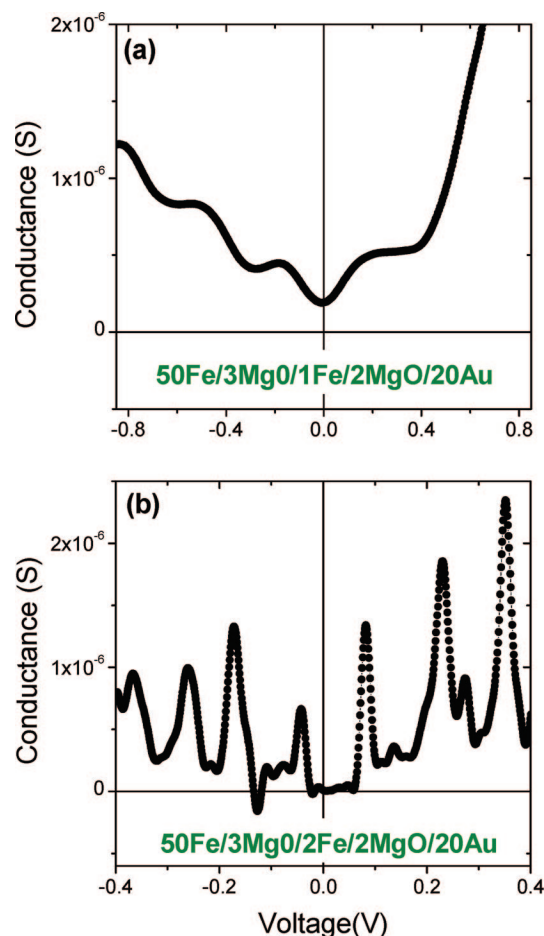 2x10-6
(a)
1x10-6
0
Conductance (S)
50Fe/3Mg0/1Fe/2MgO/20Au
-0.8 -0.4 0.0 0.4 0.8
(b)
2x10-6
1x10-6
0
Conductance (S)
50Fe/3Mg0/2Fe/2MgO/20Au
-0.4 -0.2 0.0 0.2 0.4
Voltage(V)